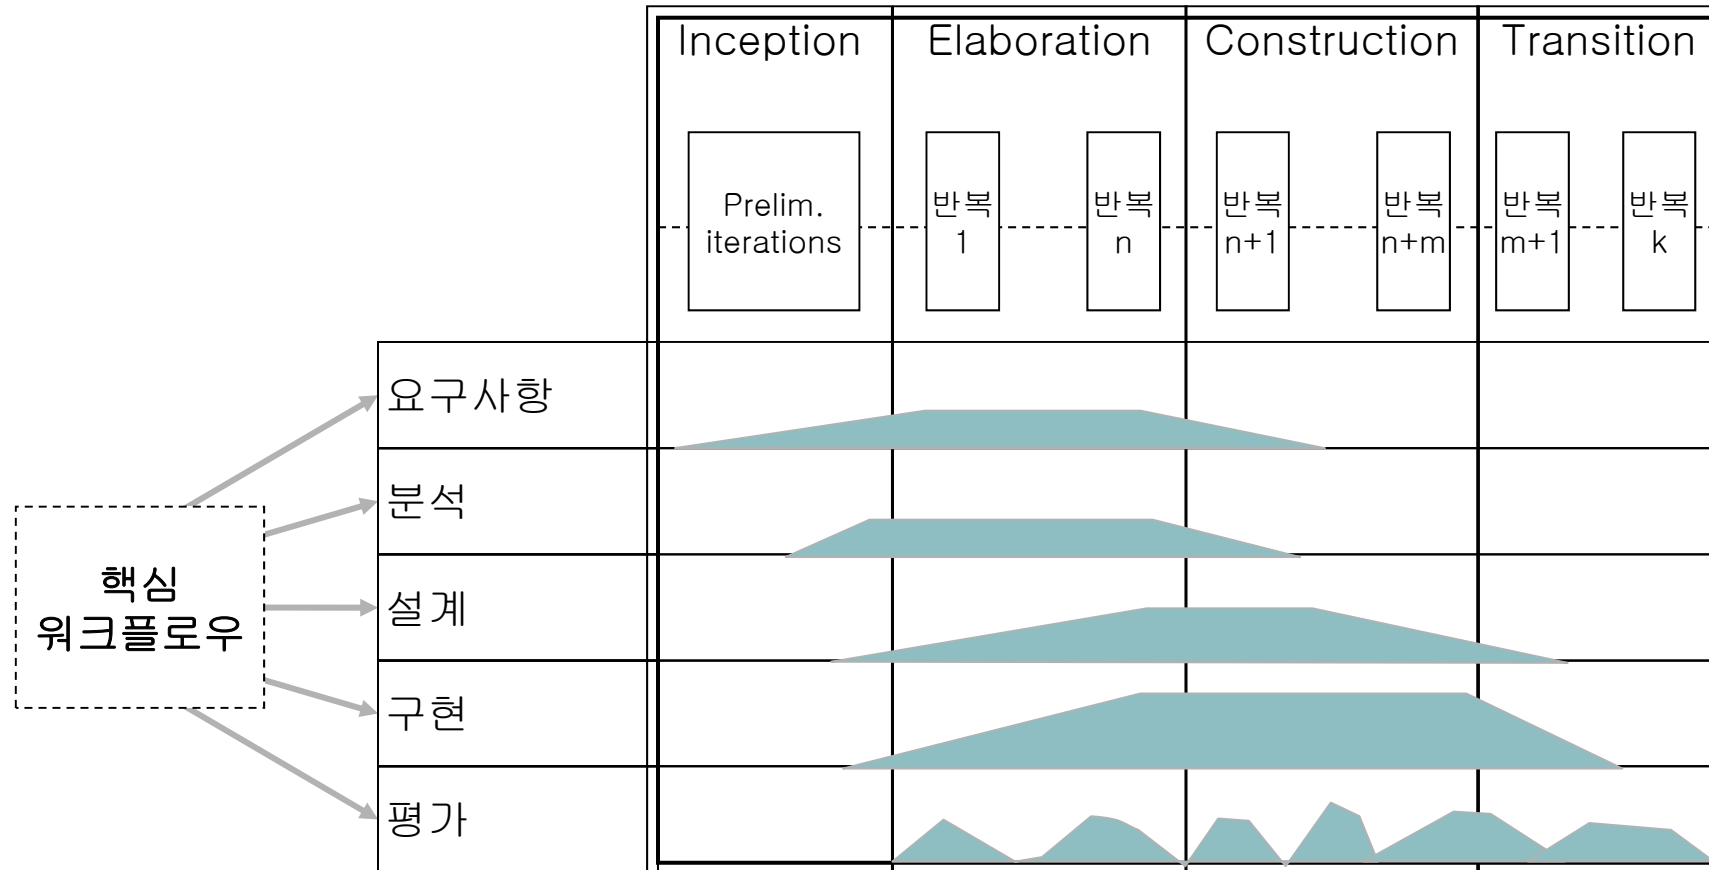 Inception Elaboration Construction Transition
Prelim.
iterations
반복
1
반복
n
반복
n+1
반복
n+m
반복
m+1
반복
k
요구사항
분석
설계
구현
평가
핵심
워크플로우